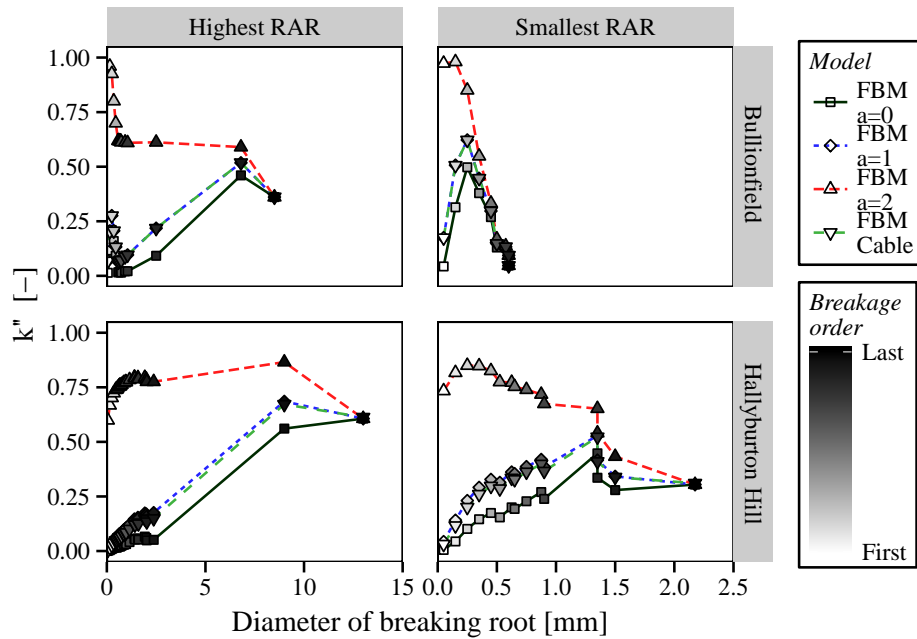 Highest RAR
Smallest RAR
1.00
0.75
0.50
0.25
0.00
Bullionfield
1.00
0.75
0.50
0.25
0.00
Hallyburton Hill
k" [−]
0
5
10
15
0.0
0.5
1.0
1.5
2.0
2.5
Diameter of breaking root [mm]
Model
FBM
a=0
FBM
a=1
FBM
a=2
FBM
Cable
Breakage
order
Last
First